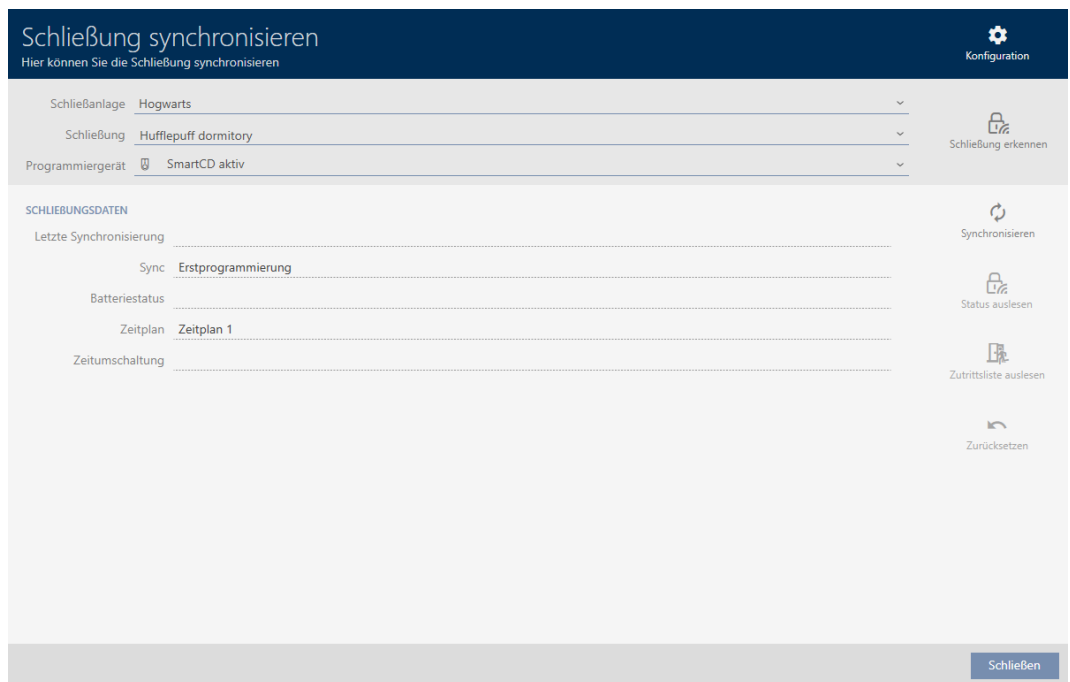 Schließung synchronisieren
Hier können Sie die Schließung synchronisieren
Konfiguration
Schließanlage Hogwarts
Schließung Hufflepuff dormitory
Programmiergerät SmartCD aktiv
Schließung erkennen
SCHLIEßUNGSDATEN
Letzte Synchronisierung
Sync Erstprogrammierung
Batteriestatus
Zeitplan Zeitplan 1
Zeitumschaltung
Synchronisieren
Status auslesen
Zutrittsliste auslesen
Zurücksetzen
Schließen